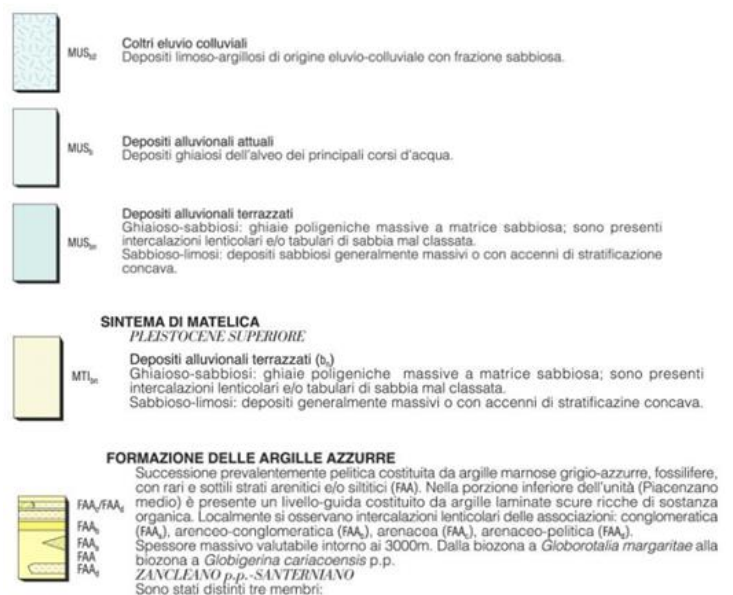 Coltri eluvio colluviali
MUSb2 Depositi limoso-argillosi di origine eluvio-colluviale con frazione sabbiosa.
Depositi alluvionali attuali
MUSb Depositi ghiaiosi dell'alveo dei principali corsi d'acqua.
Depositi alluvionali terrazzati
Ghiaioso-sabbiosi: ghiaie poligeniche massive a matrice sabbiosa; sono presenti
MUSbn intercalazioni lenticolari e/o tabulari di sabbia mal classata.
Sabbioso-limosi: depositi sabbiosi generalmente massivi o con accenni di stratificazione
concava.
SINTEMA DI MATELICA
PLEISTOCENE SUPERIORE
Depositi alluvionali terrazzati (bn)
MTIbn Ghiaioso-sabbiosi: ghiaie poligeniche massive a matrice sabbiosa; sono presenti
intercalazioni lenticolari e/o tabulari di sabbia mal classata.
Sabbioso-limosi: depositi generalmente massivi o con accenni di stratificazine concava.
FORMAZIONE DELLE ARGILLE AZZURRE
Successione prevalentemente pelitica costituita da argille marnose grigio-azzurre, fossilifere,
con rari e sottili strati arenitici e/o siltitici (FAA). Nella porzione inferiore dell'unità (Piacenzano
FAAc/FAAd medio) è presente un livello-guida costituito da argille laminate scure ricche di sostanza
organica. Localmente si osservano intercalazioni lenticolari delle associazioni: conglomeratica
FAAb (FAAa), arenceo-conglomeratica (FAAb), arenacea (FAAc), arenaceo-pelitica (FAAd).
FAAb Spessore massivo valutabile intorno ai 3000m. Dalla biozona a Globorotalia margaritae alla
FAA biozona a Globigerina cariacoensis p.p.
FAAd ZANCLEANO p.p.-SANTERNIANO
Sono stati distinti tre membri: